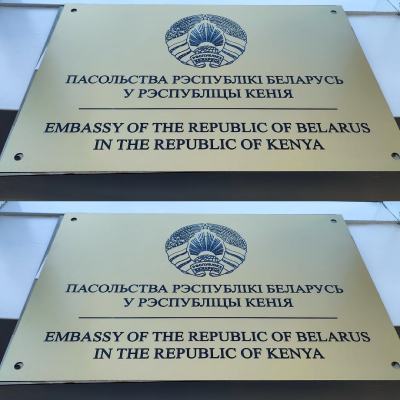 ПАСОЛЬСТВА РЭСПУБЛІКІ БЕЛАРУСЬ
У РЭСПУБЛІЦЫ КЕНІЯ
EMBASSY OF THE REPUBLIC OF BELARUS
IN THE REPUBLIC OF KENYA
ПАСОЛЬСТВА РЭСПУБЛІКІ БЕЛАРУСЬ
У РЭСПУБЛІЦЫ КЕНІЯ
EMBASSY OF THE REPUBLIC OF BELARUS
IN THE REPUBLIC OF KENYA